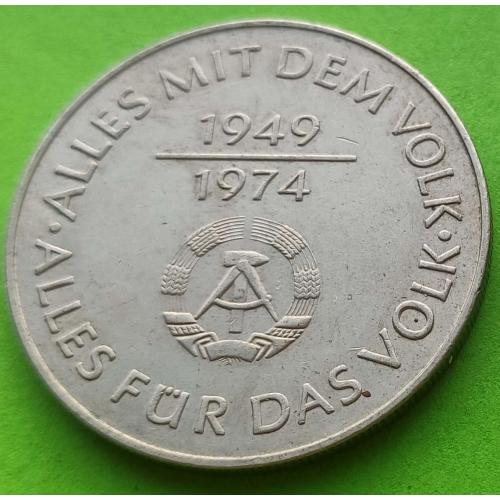 · ALLES MIT DEM VOLK ·
ALLES FÜR DAS VOLK
1949
1974